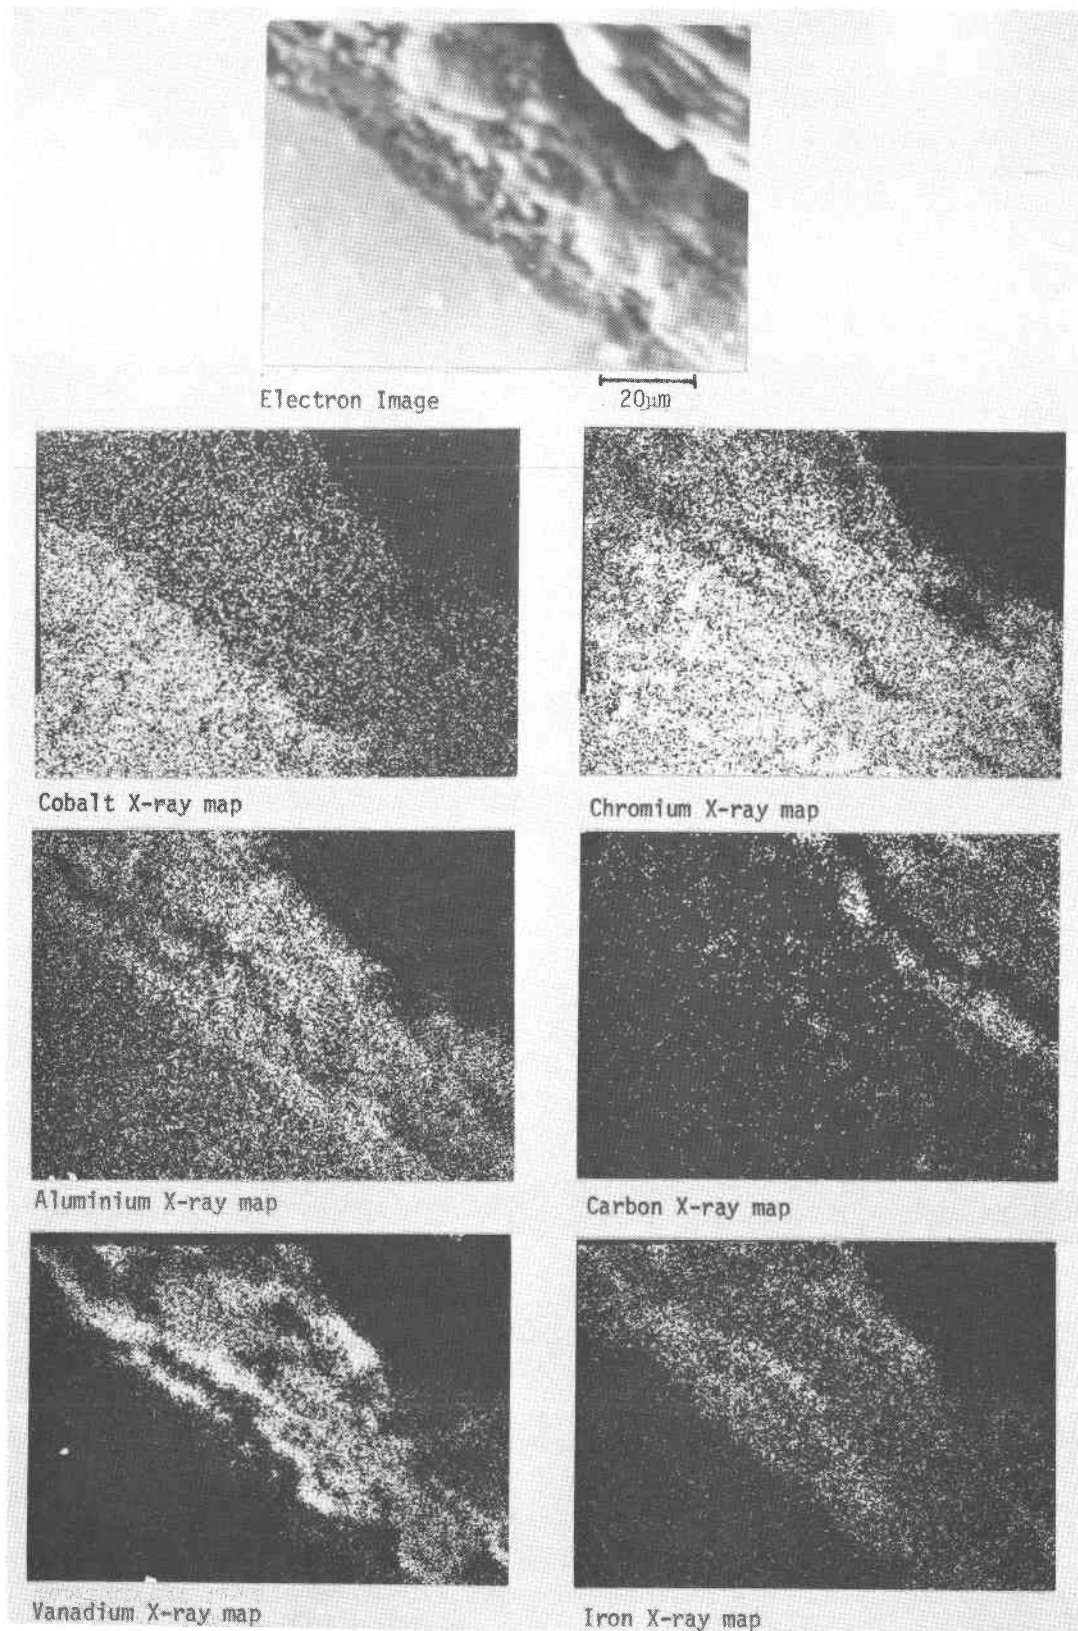 Electron Image
20µm
Cobalt X-ray map
Chromium X-ray map
Aluminium X-ray map
Carbon X-ray map
Vanadium X-ray map
Iron X-ray map